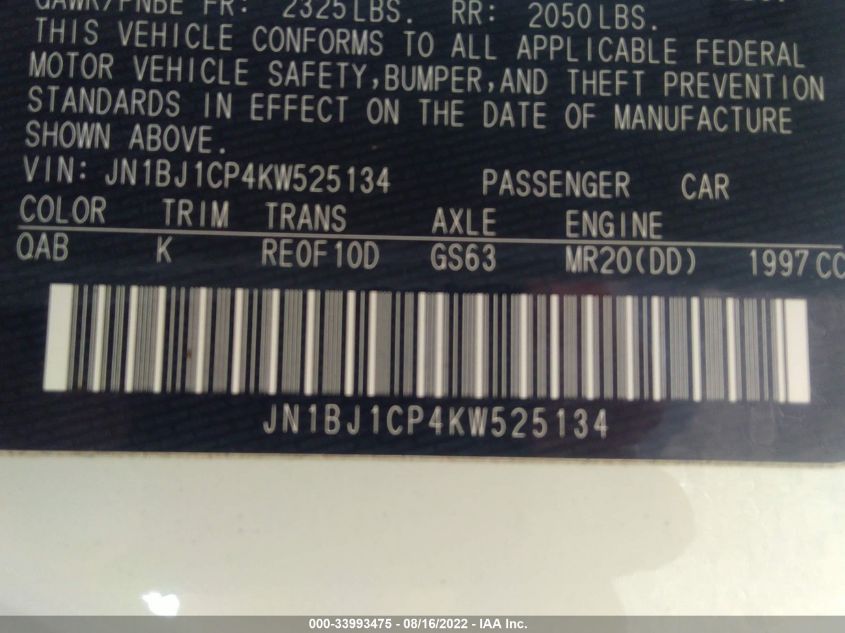 GAWR/PNBE FR: 2325LBS. RR: 2050LBS.
THIS VEHICLE CONFORMS TO ALL APPLICABLE FEDERAL
MOTOR VEHICLE SAFETY,BUMPER,AND THEFT PREVENTION
STANDARDS IN EFFECT ON THE DATE OF MANUFACTURE
SHOWN ABOVE.
VIN: JN1BJ1CP4KW525134 PASSENGER CAR
COLOR TRIM TRANS AXLE ENGINE
QAB K RE0F10D GS63 MR20(DD) 1997CC
JN1BJ1CP4KW525134
000-33993475 - 08/16/2022 - IAA Inc.